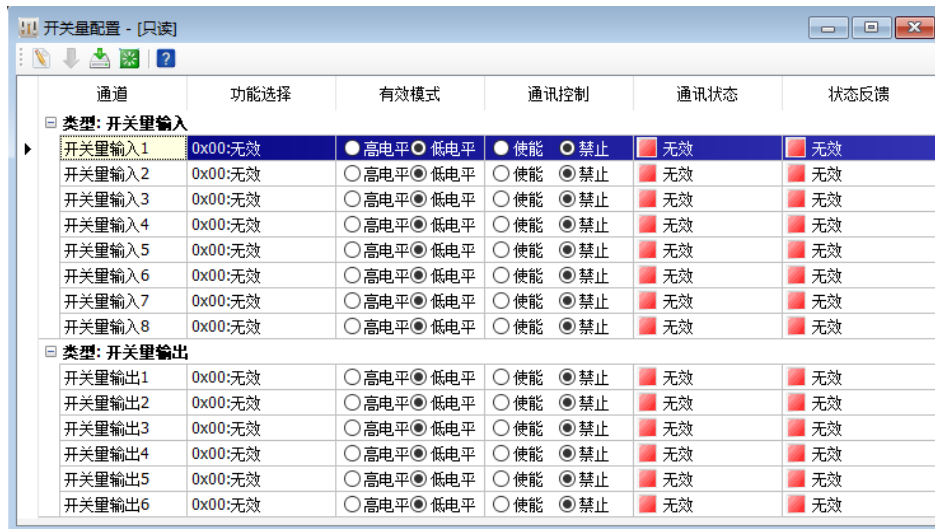 开关量配置 - [只读]
通道 功能选择 有效模式 通讯控制 通讯状态 状态反馈
类型: 开关量输入
开关量输入1 0x00:无效 高电平 低电平 使能 禁止 无效 无效
开关量输入2 0x00:无效 高电平 低电平 使能 禁止 无效 无效
开关量输入3 0x00:无效 高电平 低电平 使能 禁止 无效 无效
开关量输入4 0x00:无效 高电平 低电平 使能 禁止 无效 无效
开关量输入5 0x00:无效 高电平 低电平 使能 禁止 无效 无效
开关量输入6 0x00:无效 高电平 低电平 使能 禁止 无效 无效
开关量输入7 0x00:无效 高电平 低电平 使能 禁止 无效 无效
开关量输入8 0x00:无效 高电平 低电平 使能 禁止 无效 无效
类型: 开关量输出
开关量输出1 0x00:无效 高电平 低电平 使能 禁止 无效 无效
开关量输出2 0x00:无效 高电平 低电平 使能 禁止 无效 无效
开关量输出3 0x00:无效 高电平 低电平 使能 禁止 无效 无效
开关量输出4 0x00:无效 高电平 低电平 使能 禁止 无效 无效
开关量输出5 0x00:无效 高电平 低电平 使能 禁止 无效 无效
开关量输出6 0x00:无效 高电平 低电平 使能 禁止 无效 无效